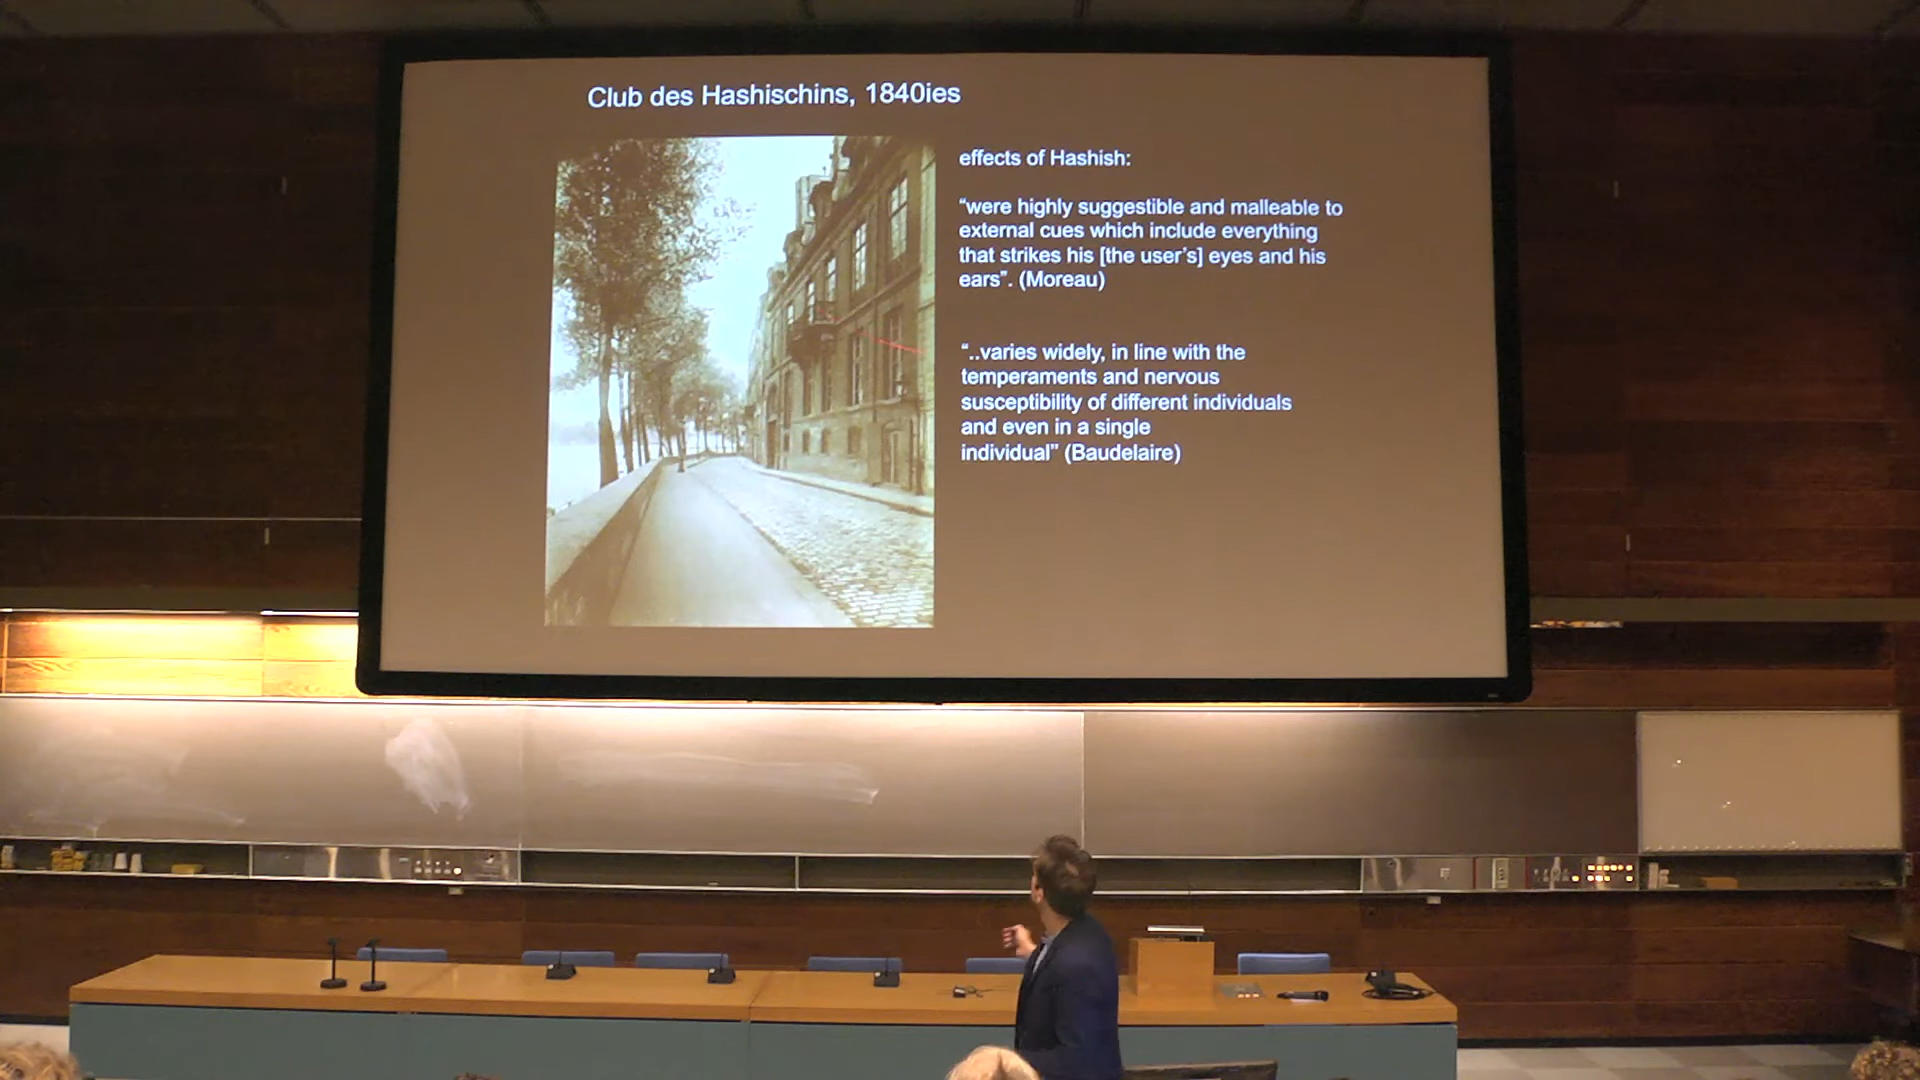 Club des Hashischins, 1840ies
effects of Hashish:
“were highly suggestible and malleable to
external cues which include everything
that strikes his [the user’s] eyes and his
ears”. (Moreau)
“..varies widely, in line with the
temperaments and nervous
susceptibility of different individuals
and even in a single
individual” (Baudelaire)